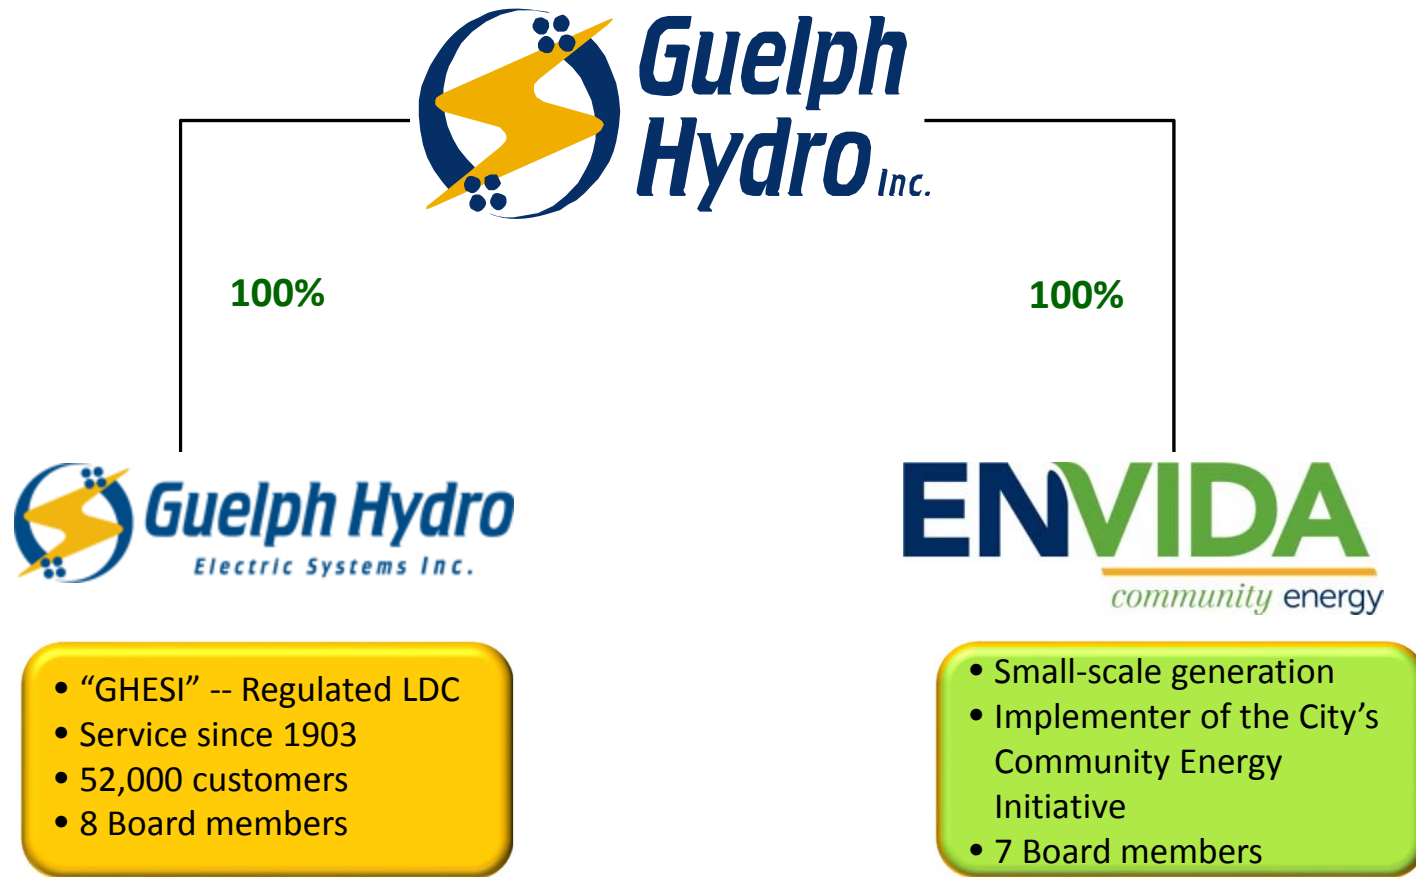 Guelph
Hydro Inc.
100%
100%
Guelph Hydro
Electric Systems Inc.
ENVIDA
community energy
• “GHESI” -- Regulated LDC
• Service since 1903
• 52,000 customers
• 8 Board members
• Small-scale generation
• Implementer of the City’s
Community Energy
Initiative
• 7 Board members